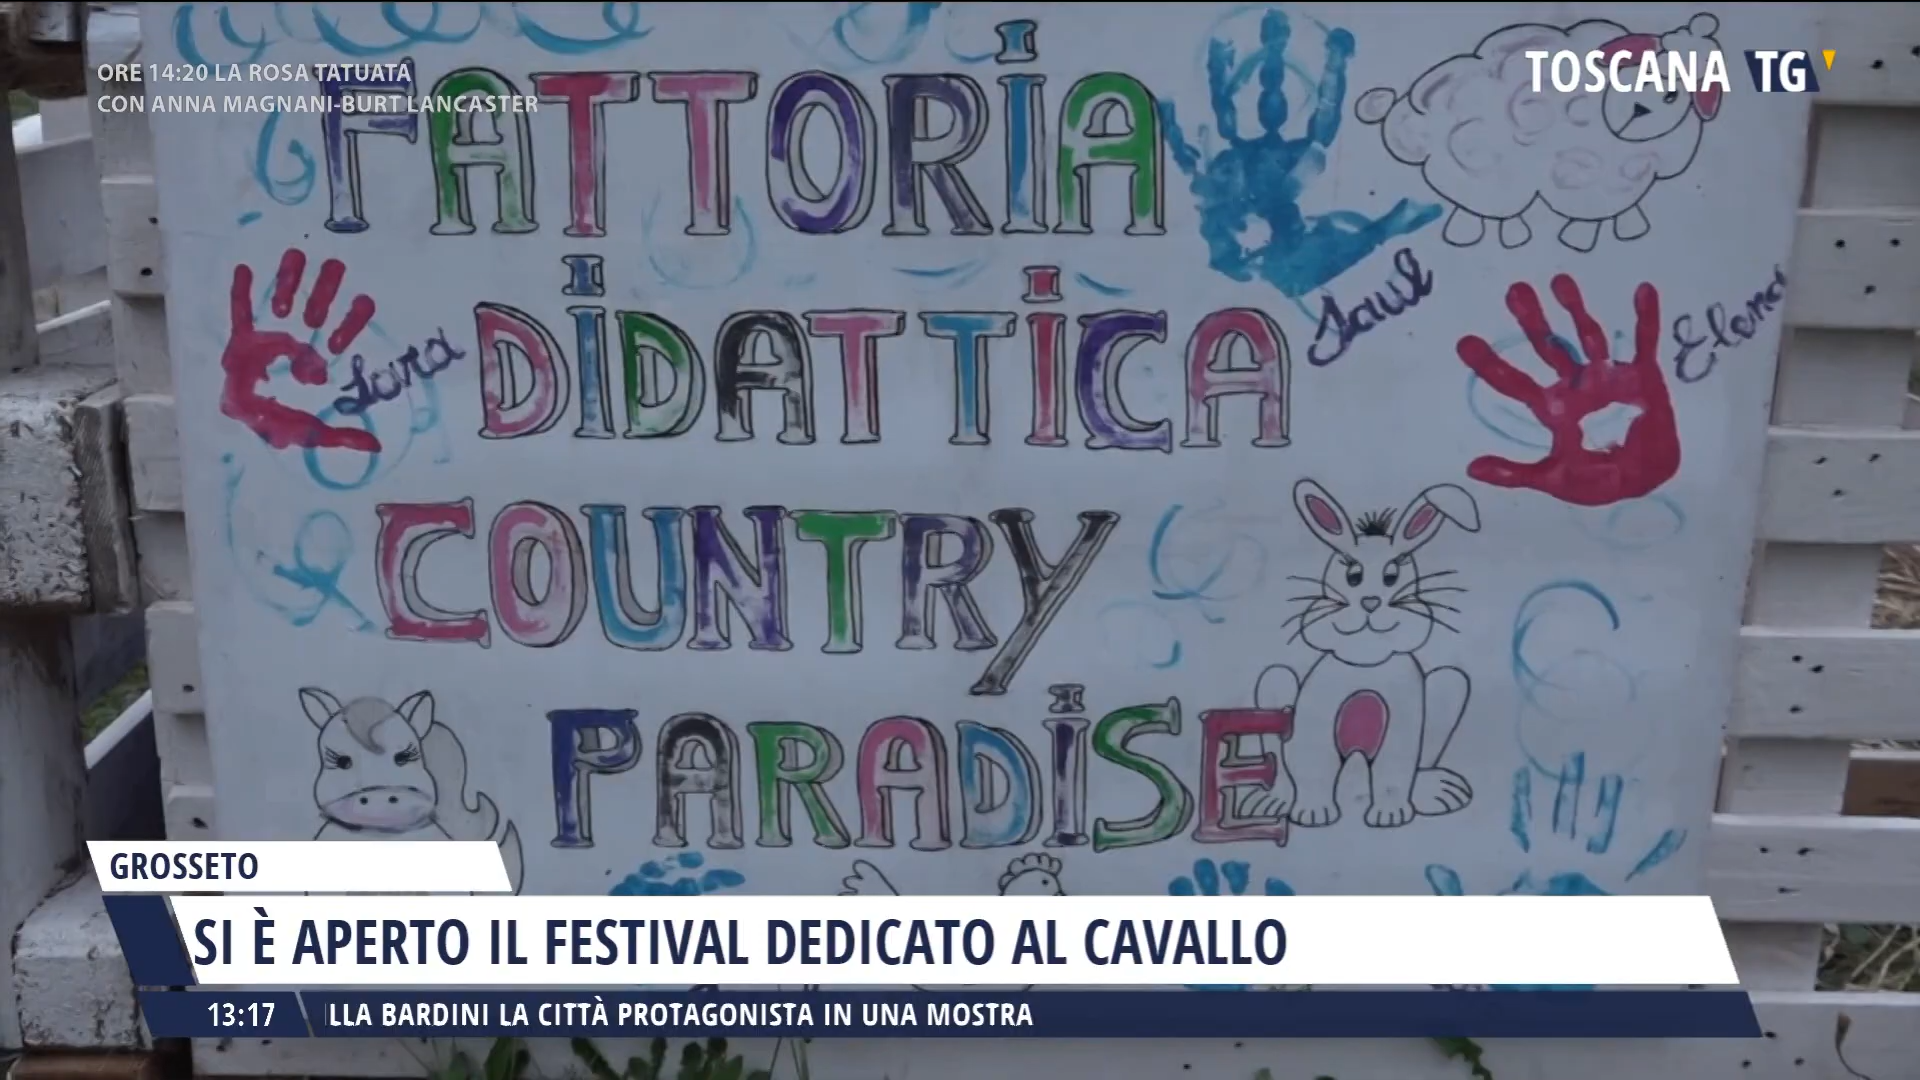 ORE 14:20 LA ROSA TATUATA
CON ANNA MAGNANI-BURT LANCASTER
TOSCANA TG
FATTORIA
DIDATTICA
COUNTRY
PARADISE
Sara
Saul
Elena
GROSSETO
SI È APERTO IL FESTIVAL DEDICATO AL CAVALLO
13:17
LLA BARDINI LA CITTÀ PROTAGONISTA IN UNA MOSTRA